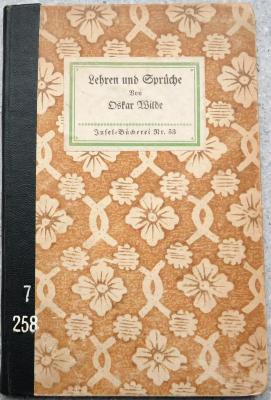 Lehren und Sprüche
Von
Oskar Wilde
Insel-Bücherei Nr. 53
7
258